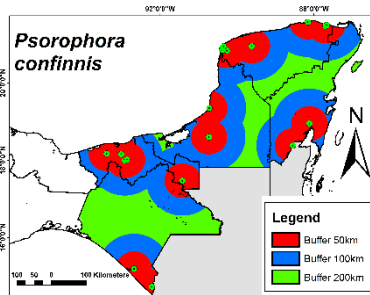 92°0'0"W 88°0'0"W
Psorophora
confinnis
20°0'0"N
18°0'0"N
16°0'0"N
N
Legend
Buffer 50km
Buffer 100km
Buffer 200km
100 50 0 100 Kilometers